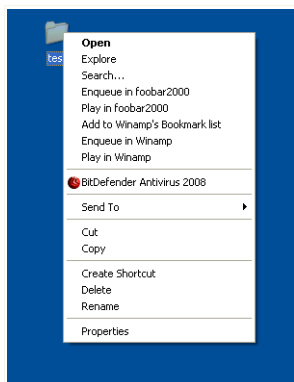 tes
Open
Explore
Search...
Enqueue in foobar2000
Play in foobar2000
Add to Winamp's Bookmark list
Enqueue in Winamp
Play in Winamp
BitDefender Antivirus 2008
Send To
Cut
Copy
Create Shortcut
Delete
Rename
Properties